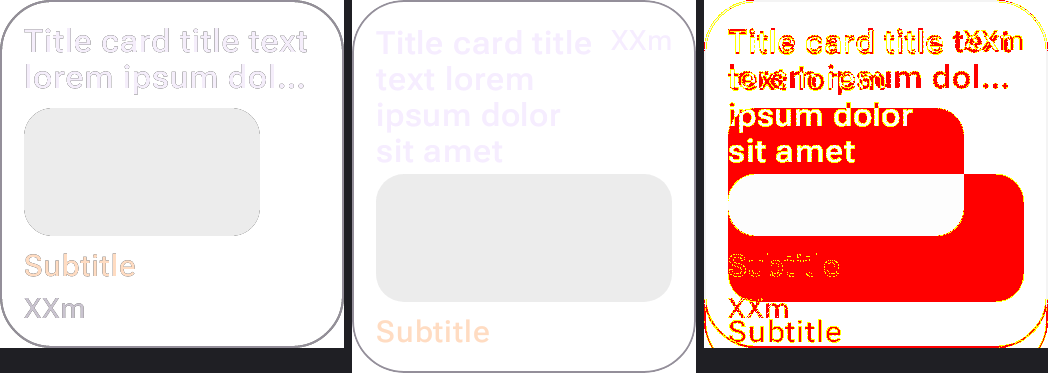 Title card title text
lorem ipsum dol...
Subtitle
XXm
Title card title XXm
text lorem
ipsum dolor
sit amet
Subtitle
ipsum dolor
sit amet
Subtitle
XXm
Subtitle